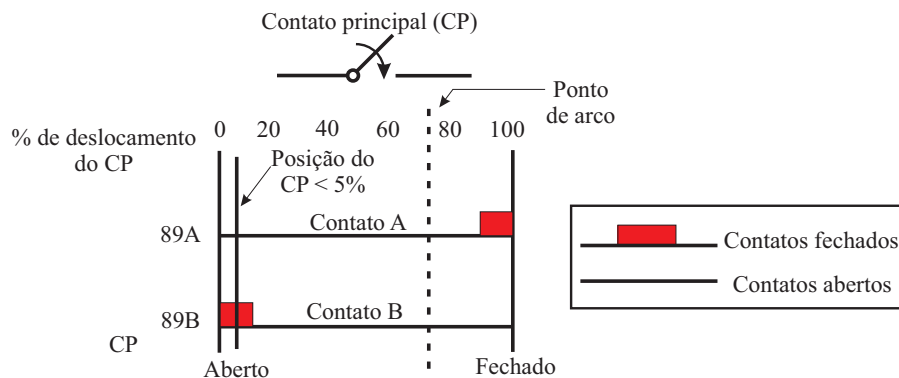 Contato principal (CP)
Ponto
de arco
% de deslocamento
do CP
0 20 40 60 80 100
Posição do
CP < 5%
89A
Contato A
Contatos fechados
Contatos abertos
89B
Contato B
CP
Aberto
Fechado